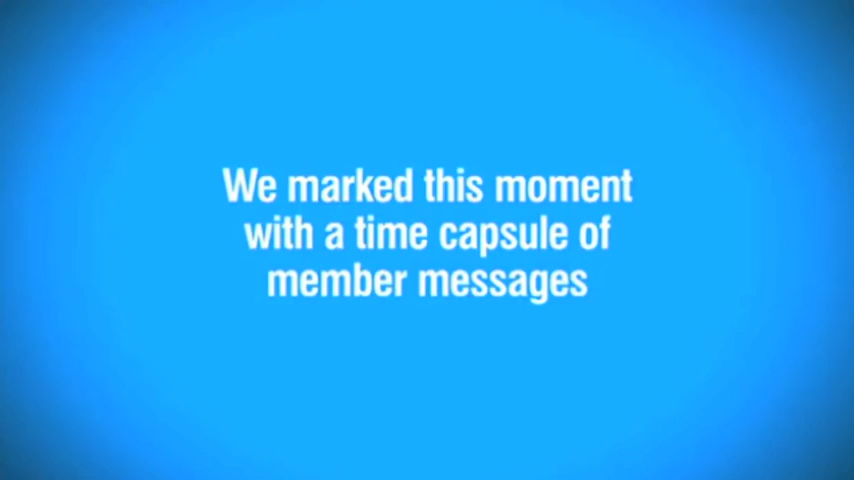 We marked this moment
with a time capsule of
member messages